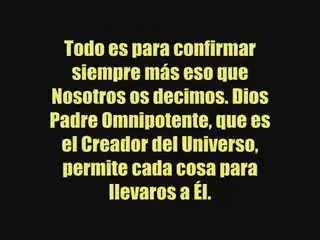 Todo es para confirmar
siempre más eso que
Nosotros os decimos. Dios
Padre Omnipotente, que es
el Creador del Universo,
permite cada cosa para
llevaros a Él.